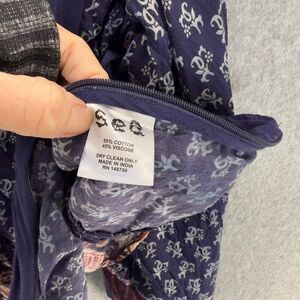 sea
55% COTTON
45% VISCOSE
DRY CLEAN ONLY
MADE IN INDIA
RN 148750